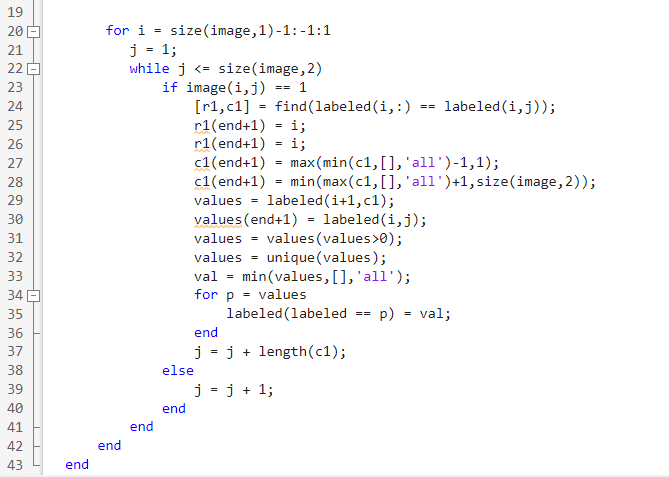 19
20 for i = size(image,1)-1:-1:1
21 j = 1;
22 while j <= size(image,2)
23 if image(i,j) == 1
24 [r1,c1] = find(labeled(i,:) == labeled(i,j));
25 r1(end+1) = i;
26 r1(end+1) = i;
27 c1(end+1) = max(min(c1,[],'all')-1,1);
28 c1(end+1) = min(max(c1,[],'all')+1,size(image,2));
29 values = labeled(i+1,c1);
30 values(end+1) = labeled(i,j);
31 values = values(values>0);
32 values = unique(values);
33 val = min(values,[],'all');
34 for p = values
35 labeled(labeled == p) = val;
36 end
37 j = j + length(c1);
38 else
39 j = j + 1;
40 end
41 end
42 end
43 end